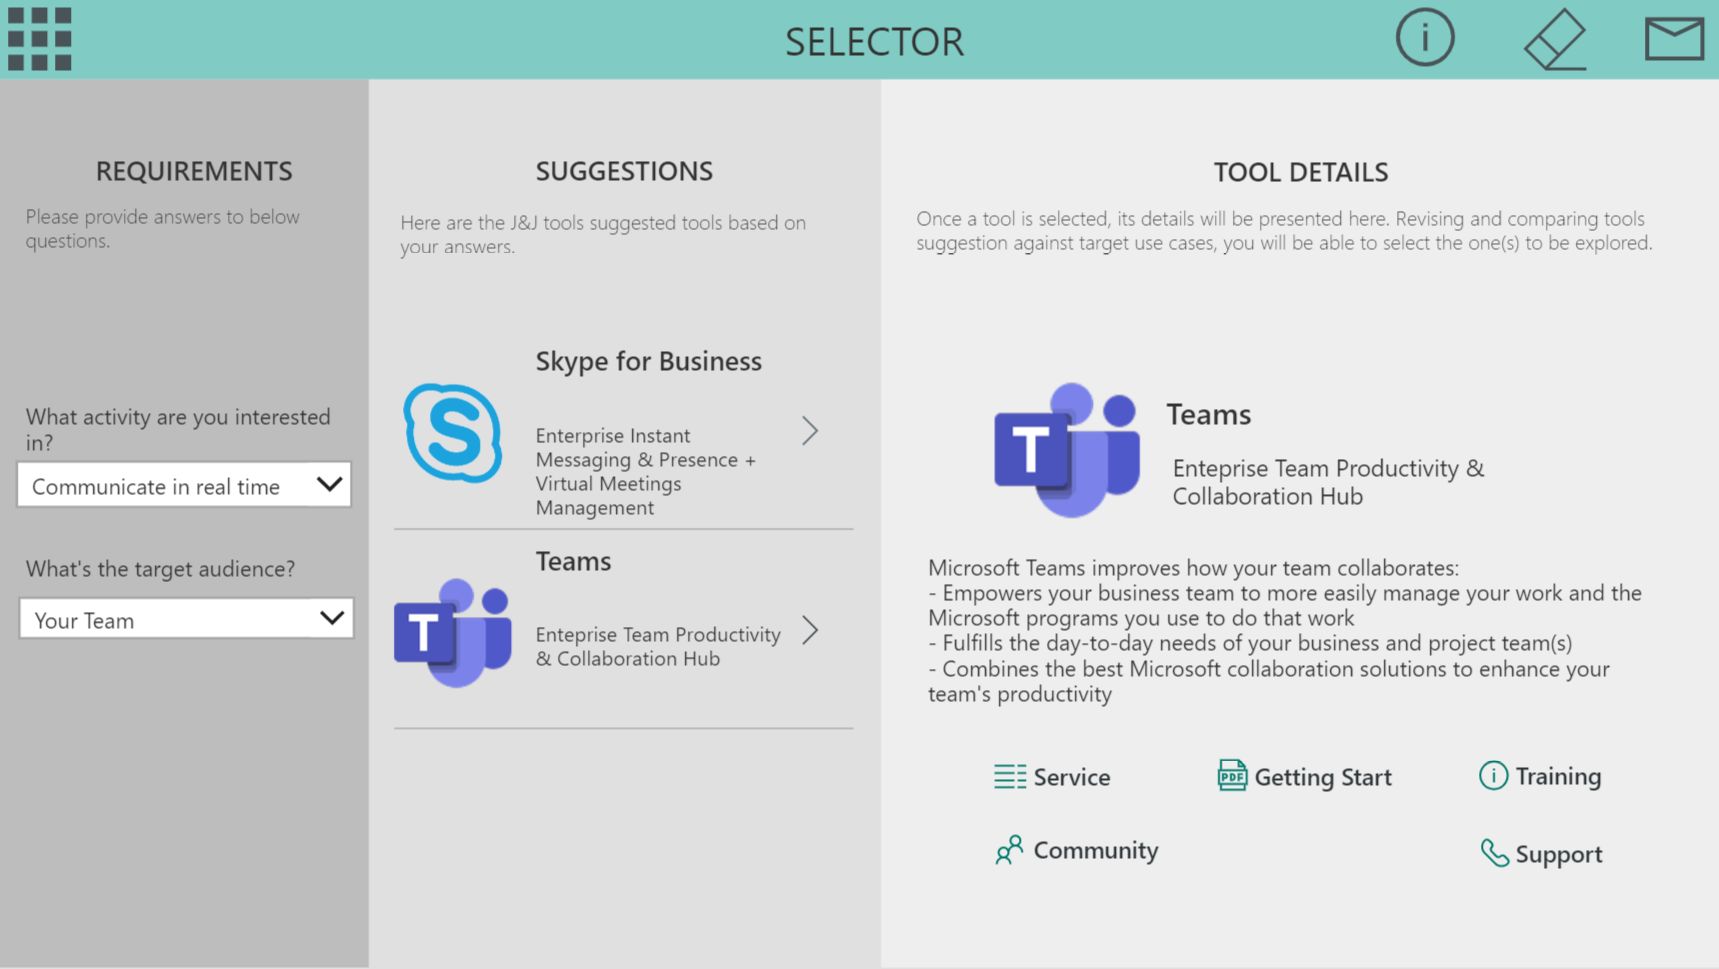 SELECTOR
REQUIREMENTS
Please provide answers to below
questions.
What activity are you interested
in?
Communicate in real time
What's the target audience?
Your Team
SUGGESTIONS
Here are the J&J tools suggested tools based on
your answers.
Skype for Business
S
Enterprise Instant
Messaging & Presence +
Virtual Meetings
Management
Teams
T
Enteprise Team Productivity
& Collaboration Hub
TOOL DETAILS
Once a tool is selected, its details will be presented here. Revising and comparing tools
suggestion against target use cases, you will be able to select the one(s) to be explored.
T
Teams
Enteprise Team Productivity &
Collaboration Hub
Microsoft Teams improves how your team collaborates:
- Empowers your business team to more easily manage your work and the
Microsoft programs you use to do that work
- Fulfills the day-to-day needs of your business and project team(s)
- Combines the best Microsoft collaboration solutions to enhance your
team's productivity
Service
PDF Getting Start
Training
Community
Support